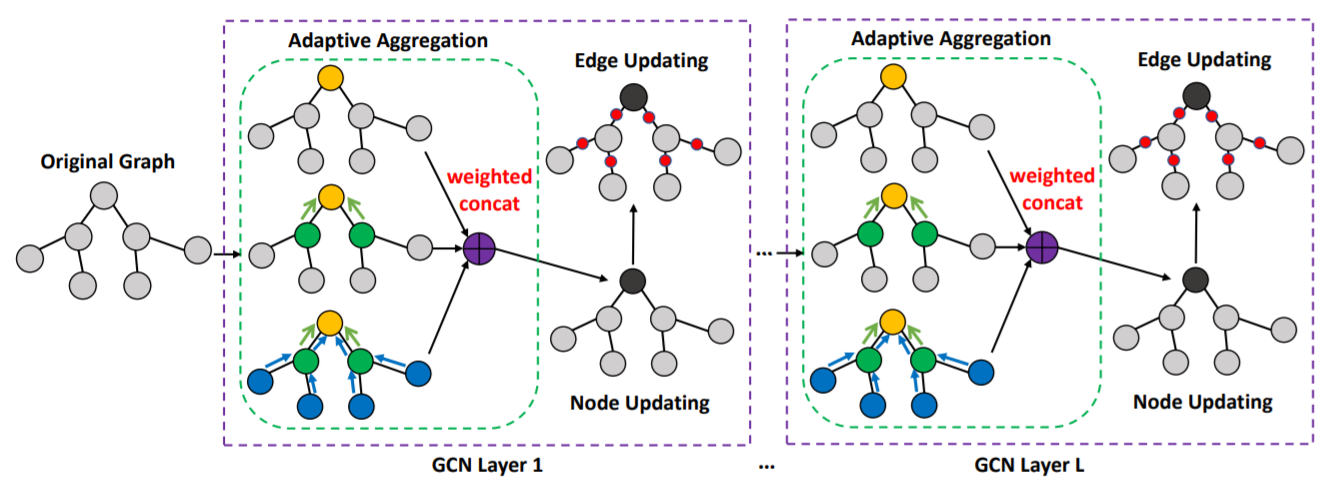 Original Graph
Adaptive Aggregation
Edge Updating
weighted
concat
Node Updating
GCN Layer 1
...
...
Adaptive Aggregation
Edge Updating
weighted
concat
Node Updating
GCN Layer L